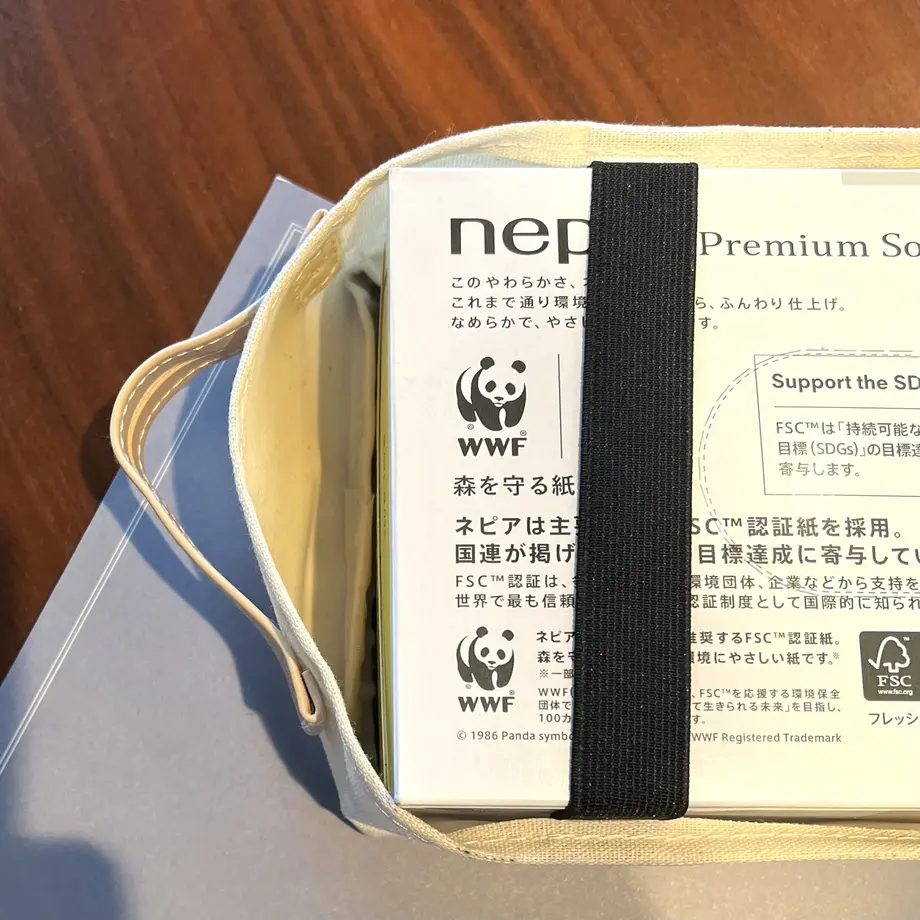 nep Premium So
このやわらかさ、
これまで通り環境 ら、ふんわり仕上げ。
なめらかで、やさし す。
© ®
WWF
Support the SD
FSC™は「持続可能な
目標（SDGs）」の目標達
寄与します。
森を守る紙
ネピアは主要 SC™認証紙を採用。
国連が掲げ 目標達成に寄与してい
FSC™認証は、各 環境団体、企業などから支持を
世界で最も信頼 認証制度として国際的に知られ
© ®
WWF
ネピア 推奨するFSC™認証紙。
森を守 環境にやさしい紙です。※
※一部
WWF( 、FSC™を応援する環境保全
団体で て生きられる未来」を目指し、
100カ す。
© 1986 Panda symbo WWF Registered Trademark
FSC
www.fsc.org
フレッシ